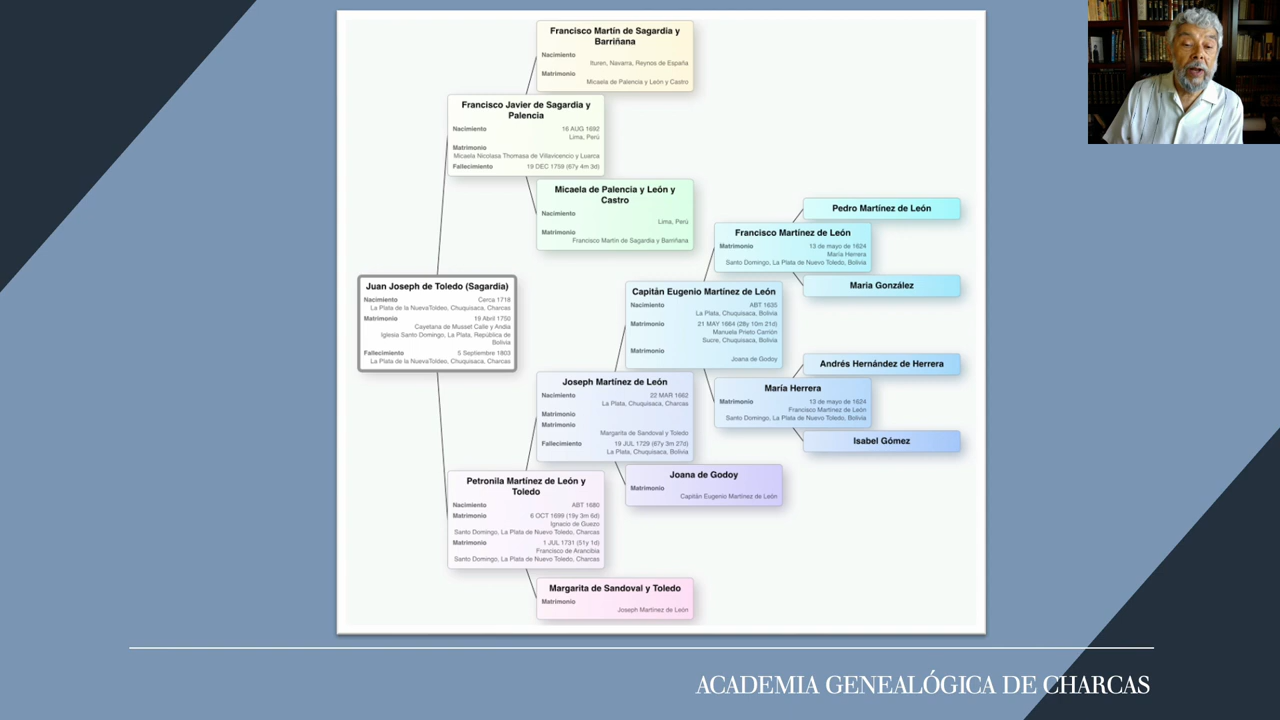 Francisco Martín de Sagardia y
Barriñana
Nacimiento
Ituren, Navarra, Reynos de España
Matrimonio
Micaela de Palencia y León y Castro
Francisco Javier de Sagardia y
Palencia
Nacimiento 16 AUG 1692
Lima, Perú
Matrimonio
Micaela Nicolasa Thomasa de Villavicencio y Luarca
Fallecimiento 19 DEC 1759 (67y 4m 3d)
Micaela de Palencia y León y
Castro
Nacimiento
Lima, Perú
Matrimonio
Francisco Martín de Sagardia y Barriñana
Juan Joseph de Toledo (Sagardia)
Nacimiento Cerca 1718
La Plata de la NuevaToldeo, Chuquisaca, Charcas
Matrimonio 19 Abril 1750
Cayetana de Musset Calle y Andia
Iglesia Santo Domingo, La Plata, República de
Bolivia
Fallecimiento 5 Septiembre 1803
La Plata de la NuevaToldeo, Chuquisaca, Charcas
Pedro Martínez de León
Francisco Martínez de León
Matrimonio 13 de mayo de 1624
María Herrera
Santo Domingo, La Plata de Nuevo Toledo, Bolivia
Maria González
Capitán Eugenio Martínez de León
Nacimiento ABT 1635
La Plata, Chuquisaca, Bolivia
Matrimonio 21 MAY 1664 (28y 10m 21d)
Manuela Prieto Carrión
Sucre, Chuquisaca, Bolivia
Matrimonio
Joana de Godoy
Andrés Hernández de Herrera
María Herrera
Matrimonio 13 de mayo de 1624
Francisco Martínez de León
Santo Domingo, La Plata de Nuevo Toledo, Bolivia
Isabel Gómez
Joseph Martínez de León
Nacimiento 22 MAR 1662
La Plata, Chuquisaca, Charcas
Matrimonio
Matrimonio
Margarita de Sandoval y Toledo
Fallecimiento 19 JUL 1729 (67y 3m 27d)
La Plata, Chuquisaca, Bolivia
Joana de Godoy
Matrimonio
Capitán Eugenio Martínez de León
Petronila Martínez de León y
Toledo
Nacimiento ABT 1680
Matrimonio 6 OCT 1699 (19y 3m 6d)
Ignacio de Guezo
Santo Domingo, La Plata de Nuevo Toledo, Charcas
Matrimonio 1 JUL 1731 (51y 1d)
Francisco de Arancibia
Santo Domingo, La Plata de Nuevo Toledo, Charcas
Margarita de Sandoval y Toledo
Matrimonio
Joseph Martínez de León
ACADEMIA GENEALÓGICA DE CHARCAS